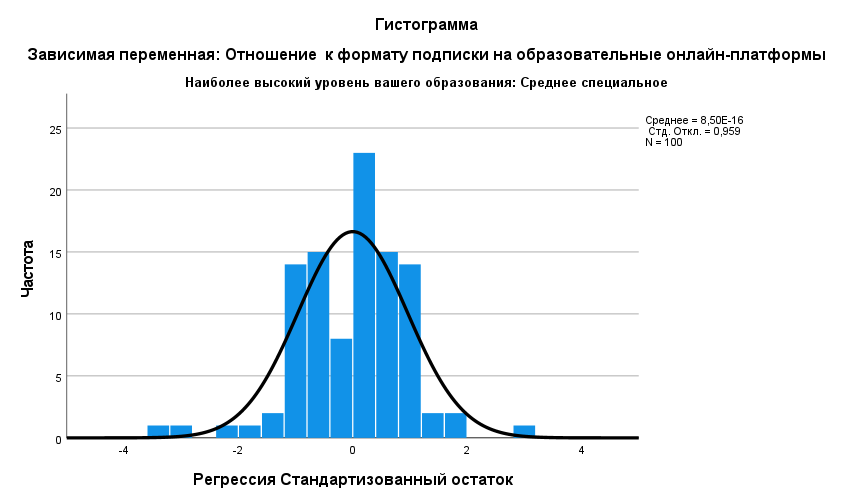 Гистограмма
Зависимая переменная: Отношение к формату подписки на образовательные онлайн-платформы
Наиболее высокий уровень вашего образования: Среднее специальное
Среднее = 8,50E-16
Стд. Откл. = 0,959
N = 100
Частота
25
20
15
10
5
0
-4
-2
0
2
4
Регрессия Стандартизованный остаток